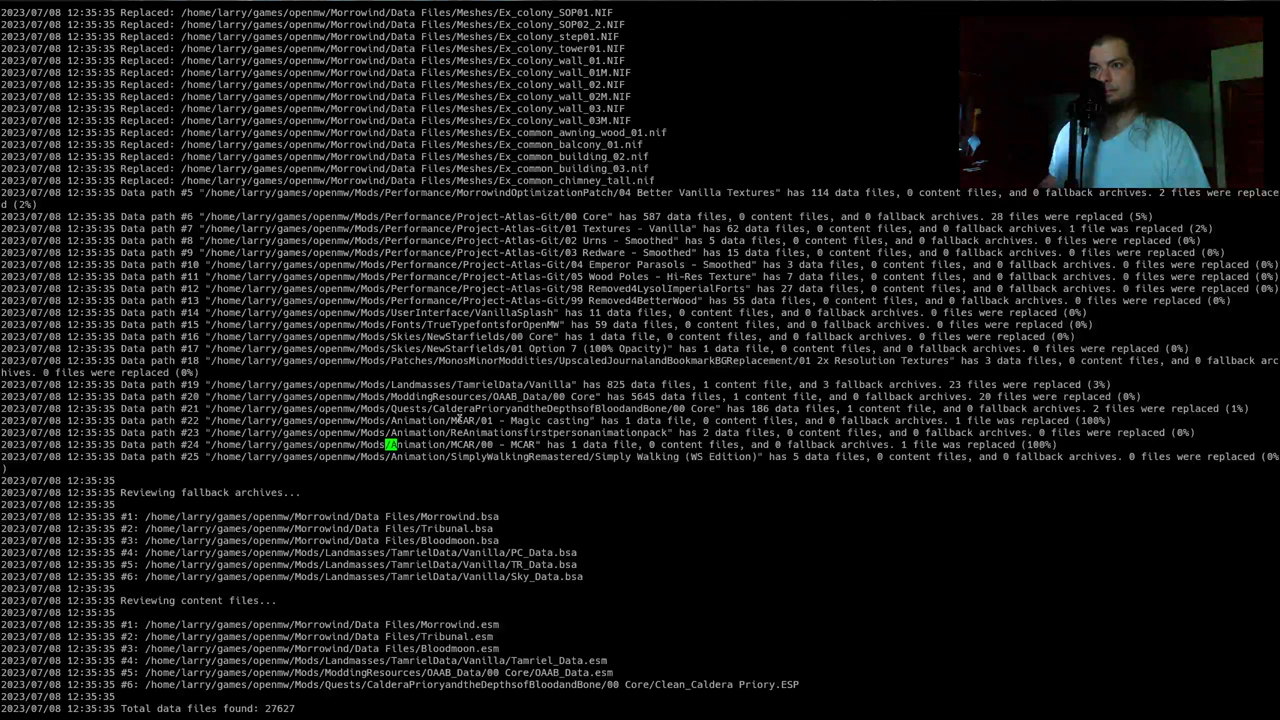 2023/07/08 12:35:35 Replaced: /home/larry/games/openmw/Morrowind/Data Files/Meshes/Ex_colony_SOP01.NIF
2023/07/08 12:35:35 Replaced: /home/larry/games/openmw/Morrowind/Data Files/Meshes/Ex_colony_SOP02_2.NIF
2023/07/08 12:35:35 Replaced: /home/larry/games/openmw/Morrowind/Data Files/Meshes/Ex_colony_step01.NIF
2023/07/08 12:35:35 Replaced: /home/larry/games/openmw/Morrowind/Data Files/Meshes/Ex_colony_tower01.NIF
2023/07/08 12:35:35 Replaced: /home/larry/games/openmw/Morrowind/Data Files/Meshes/Ex_colony_wall_01.NIF
2023/07/08 12:35:35 Replaced: /home/larry/games/openmw/Morrowind/Data Files/Meshes/Ex_colony_wall_01M.NIF
2023/07/08 12:35:35 Replaced: /home/larry/games/openmw/Morrowind/Data Files/Meshes/Ex_colony_wall_02.NIF
2023/07/08 12:35:35 Replaced: /home/larry/games/openmw/Morrowind/Data Files/Meshes/Ex_colony_wall_02M.NIF
2023/07/08 12:35:35 Replaced: /home/larry/games/openmw/Morrowind/Data Files/Meshes/Ex_colony_wall_03.NIF
2023/07/08 12:35:35 Replaced: /home/larry/games/openmw/Morrowind/Data Files/Meshes/Ex_colony_wall_03M.NIF
2023/07/08 12:35:35 Replaced: /home/larry/games/openmw/Morrowind/Data Files/Meshes/Ex_common_awning_wood_01.nif
2023/07/08 12:35:35 Replaced: /home/larry/games/openmw/Morrowind/Data Files/Meshes/Ex_common_balcony_01.nif
2023/07/08 12:35:35 Replaced: /home/larry/games/openmw/Morrowind/Data Files/Meshes/Ex_common_building_02.nif
2023/07/08 12:35:35 Replaced: /home/larry/games/openmw/Morrowind/Data Files/Meshes/Ex_common_building_03.nif
2023/07/08 12:35:35 Replaced: /home/larry/games/openmw/Morrowind/Data Files/Meshes/Ex_common_chimney_tall.nif
2023/07/08 12:35:35 Data path #5 "/home/larry/games/openmw/Mods/Performance/MorrowindOptimizationPatch/04 Better Vanilla Textures" has 114 data files, 0 content files, and 0 fallback archives. 2 files were replace
d (2%)
2023/07/08 12:35:35 Data path #6 "/home/larry/games/openmw/Mods/Performance/Project-Atlas-Git/00 Core" has 587 data files, 0 content files, and 0 fallback archives. 28 files were replaced (5%)
2023/07/08 12:35:35 Data path #7 "/home/larry/games/openmw/Mods/Performance/Project-Atlas-Git/01 Textures - Vanilla" has 62 data files, 0 content files, and 0 fallback archives. 1 file was replaced (2%)
2023/07/08 12:35:35 Data path #8 "/home/larry/games/openmw/Mods/Performance/Project-Atlas-Git/02 Urns - Smoothed" has 5 data files, 0 content files, and 0 fallback archives. 0 files were replaced (0%)
2023/07/08 12:35:35 Data path #9 "/home/larry/games/openmw/Mods/Performance/Project-Atlas-Git/03 Redware - Smoothed" has 15 data files, 0 content files, and 0 fallback archives. 0 files were replaced (0%)
2023/07/08 12:35:35 Data path #10 "/home/larry/games/openmw/Mods/Performance/Project-Atlas-Git/04 Emperor Parasols - Smoothed" has 3 data files, 0 content files, and 0 fallback archives. 0 files were replaced (0%)
2023/07/08 12:35:35 Data path #11 "/home/larry/games/openmw/Mods/Performance/Project-Atlas-Git/05 Wood Poles - Hi-Res Texture" has 7 data files, 0 content files, and 0 fallback archives. 0 files were replaced (0%)
2023/07/08 12:35:35 Data path #12 "/home/larry/games/openmw/Mods/Performance/Project-Atlas-Git/98 Removed4LysolImperialForts" has 27 data files, 0 content files, and 0 fallback archives. 0 files were replaced (0%)
2023/07/08 12:35:35 Data path #13 "/home/larry/games/openmw/Mods/Performance/Project-Atlas-Git/99 Removed4BetterWood" has 55 data files, 0 content files, and 0 fallback archives. 0 files were replaced (0%)
2023/07/08 12:35:35 Data path #14 "/home/larry/games/openmw/Mods/UserInterface/VanillaSplash" has 11 data files, 0 content files, and 0 fallback archives. 0 files were replaced (0%)
2023/07/08 12:35:35 Data path #15 "/home/larry/games/openmw/Mods/Fonts/TrueTypefontsforOpenMW" has 59 data files, 0 content files, and 0 fallback archives. 0 files were replaced (0%)
2023/07/08 12:35:35 Data path #16 "/home/larry/games/openmw/Mods/Skies/NewStarfields/00 Core" has 1 data file, 0 content files, and 0 fallback archives. 0 files were replaced (0%)
2023/07/08 12:35:35 Data path #17 "/home/larry/games/openmw/Mods/Skies/NewStarfields/01 Option 7 (100% Opacity)" has 1 data file, 0 content files, and 0 fallback archives. 0 files were replaced (0%)
2023/07/08 12:35:35 Data path #18 "/home/larry/games/openmw/Mods/Patches/MonosMinorModdities/UpscaledJournalandBookmarkBGReplacement/01 2x Resolution Textures" has 3 data files, 0 content files, and 0 fallback arc
hives. 0 files were replaced (0%)
2023/07/08 12:35:35 Data path #19 "/home/larry/games/openmw/Mods/Landmasses/TamrielData/Vanilla" has 825 data files, 1 content file, and 3 fallback archives. 23 files were replaced (3%)
2023/07/08 12:35:35 Data path #20 "/home/larry/games/openmw/Mods/ModdingResources/OAAB_Data/00 Core" has 5645 data files, 1 content file, and 0 fallback archives. 20 files were replaced (0%)
2023/07/08 12:35:35 Data path #21 "/home/larry/games/openmw/Mods/Quests/CalderaPrioryandtheDepthsofBloodandBone/00 Core" has 186 data files, 1 content file, and 0 fallback archives. 2 files were replaced (1%)
2023/07/08 12:35:35 Data path #22 "/home/larry/games/openmw/Mods/Animation/MCAR/01 - Magic casting" has 1 data file, 0 content files, and 0 fallback archives. 1 file was replaced (100%)
2023/07/08 12:35:35 Data path #23 "/home/larry/games/openmw/Mods/Animation/ReAnimationsfirstpersonanimationpack" has 2 data files, 0 content files, and 0 fallback archives. 0 files were replaced (0%)
2023/07/08 12:35:35 Data path #24 "/home/larry/games/openmw/Mods/Animation/MCAR/00 - MCAR" has 1 data file, 0 content files, and 0 fallback archives. 1 file was replaced (100%)
2023/07/08 12:35:35 Data path #25 "/home/larry/games/openmw/Mods/Animation/SimplyWalkingRemastered/Simply Walking (WS Edition)" has 5 data files, 0 content files, and 0 fallback archives. 0 files were replaced (0%
)
2023/07/08 12:35:35
2023/07/08 12:35:35 Reviewing fallback archives...
2023/07/08 12:35:35
2023/07/08 12:35:35 #1: /home/larry/games/openmw/Morrowind/Data Files/Morrowind.bsa
2023/07/08 12:35:35 #2: /home/larry/games/openmw/Morrowind/Data Files/Tribunal.bsa
2023/07/08 12:35:35 #3: /home/larry/games/openmw/Morrowind/Data Files/Bloodmoon.bsa
2023/07/08 12:35:35 #4: /home/larry/games/openmw/Mods/Landmasses/TamrielData/Vanilla/PC_Data.bsa
2023/07/08 12:35:35 #5: /home/larry/games/openmw/Mods/Landmasses/TamrielData/Vanilla/TR_Data.bsa
2023/07/08 12:35:35 #6: /home/larry/games/openmw/Mods/Landmasses/TamrielData/Vanilla/Sky_Data.bsa
2023/07/08 12:35:35
2023/07/08 12:35:35 Reviewing content files...
2023/07/08 12:35:35
2023/07/08 12:35:35 #1: /home/larry/games/openmw/Morrowind/Data Files/Morrowind.esm
2023/07/08 12:35:35 #2: /home/larry/games/openmw/Morrowind/Data Files/Tribunal.esm
2023/07/08 12:35:35 #3: /home/larry/games/openmw/Morrowind/Data Files/Bloodmoon.esm
2023/07/08 12:35:35 #4: /home/larry/games/openmw/Mods/Landmasses/TamrielData/Vanilla/Tamriel_Data.esm
2023/07/08 12:35:35 #5: /home/larry/games/openmw/Mods/ModdingResources/OAAB_Data/00 Core/OAAB_Data.esm
2023/07/08 12:35:35 #6: /home/larry/games/openmw/Mods/Quests/CalderaPrioryandtheDepthsofBloodandBone/00 Core/Clean_Caldera Priory.ESP
2023/07/08 12:35:35
2023/07/08 12:35:35 Total data files found: 27627